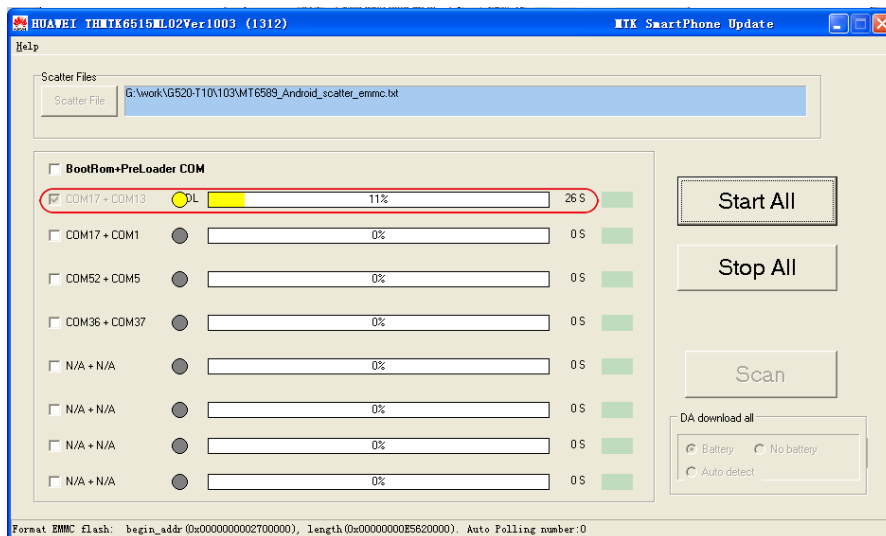 HUAWEI THMTK6515ML02Ver1003 (1312) MTK SmartPhone Update
Help
Scatter Files
Scatter File G:\work\G520-T10\103\MT6589_Android_scatter_emmc.txt
BootRom+PreLoader COM
COM17 + COM13 DL 11% 26 S
COM17 + COM1 0% 0 S
COM52 + COM5 0% 0 S
COM36 + COM37 0% 0 S
N/A + N/A 0% 0 S
N/A + N/A 0% 0 S
N/A + N/A 0% 0 S
N/A + N/A 0% 0 S
Start All
Stop All
Scan
DA download all
Battery No battery
Auto detect
Format EMMC flash: begin_addr(0x0000000002700000), length(0x00000000E5620000). Auto Polling number:0